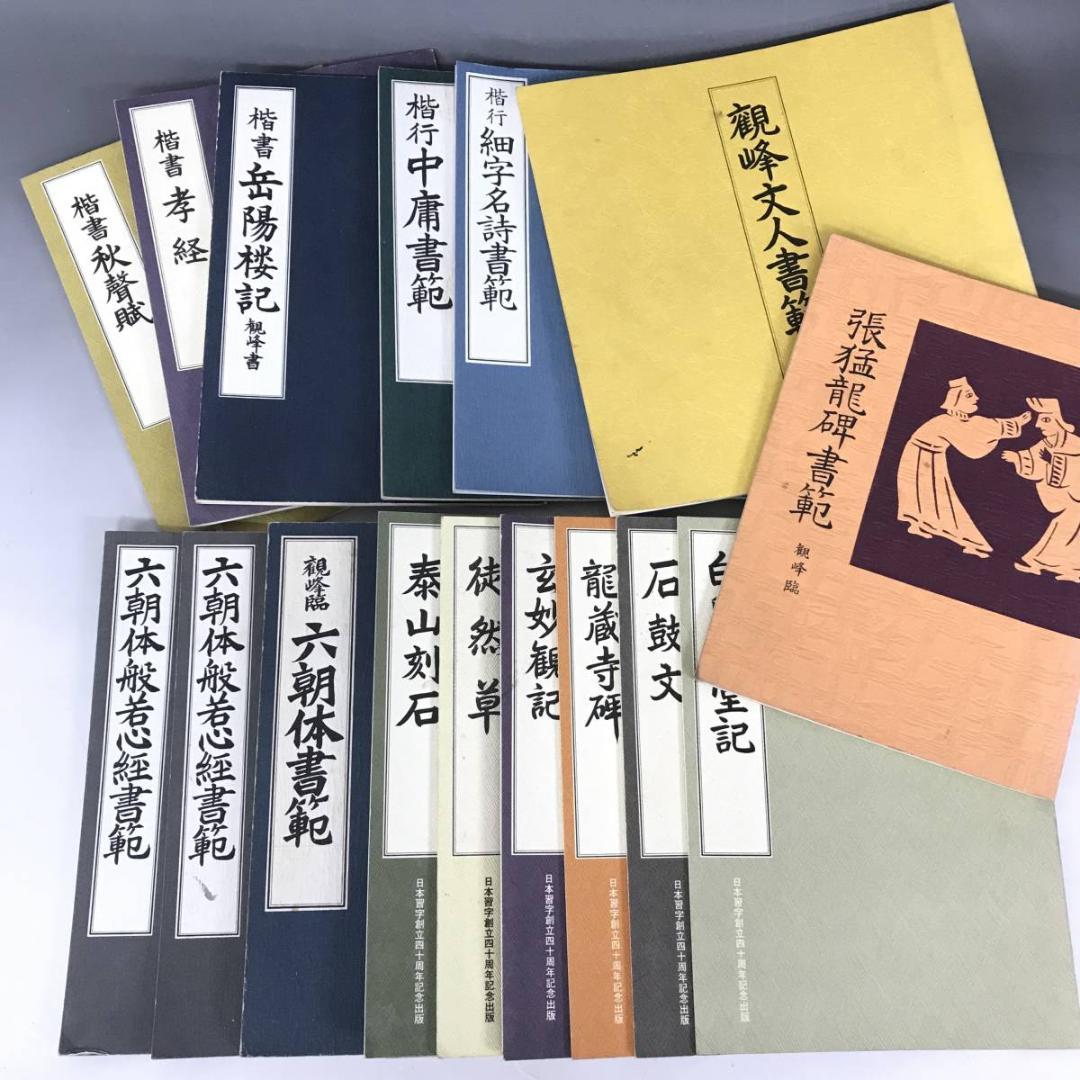 楷書 秋聲賦
楷書 孝経
楷書 岳陽楼記 観峰書
楷行 中庸書範
楷行 細字名詩書範
觀峰文人書範
張猛龍碑書範 観峰臨
六朝体般若心經書範
六朝体般若心經書範
観峰臨 六朝体書範
泰山刻石
日本習字創立四十周年記念出版
徒然草
日本習字創立四十周年記念出版
玄妙観記
日本習字創立四十周年記念出版
龍蔵寺碑
日本習字創立四十周年記念出版
石鼓文
日本習字創立四十周年記念出版
堂記
日本習字創立四十周年記念出版